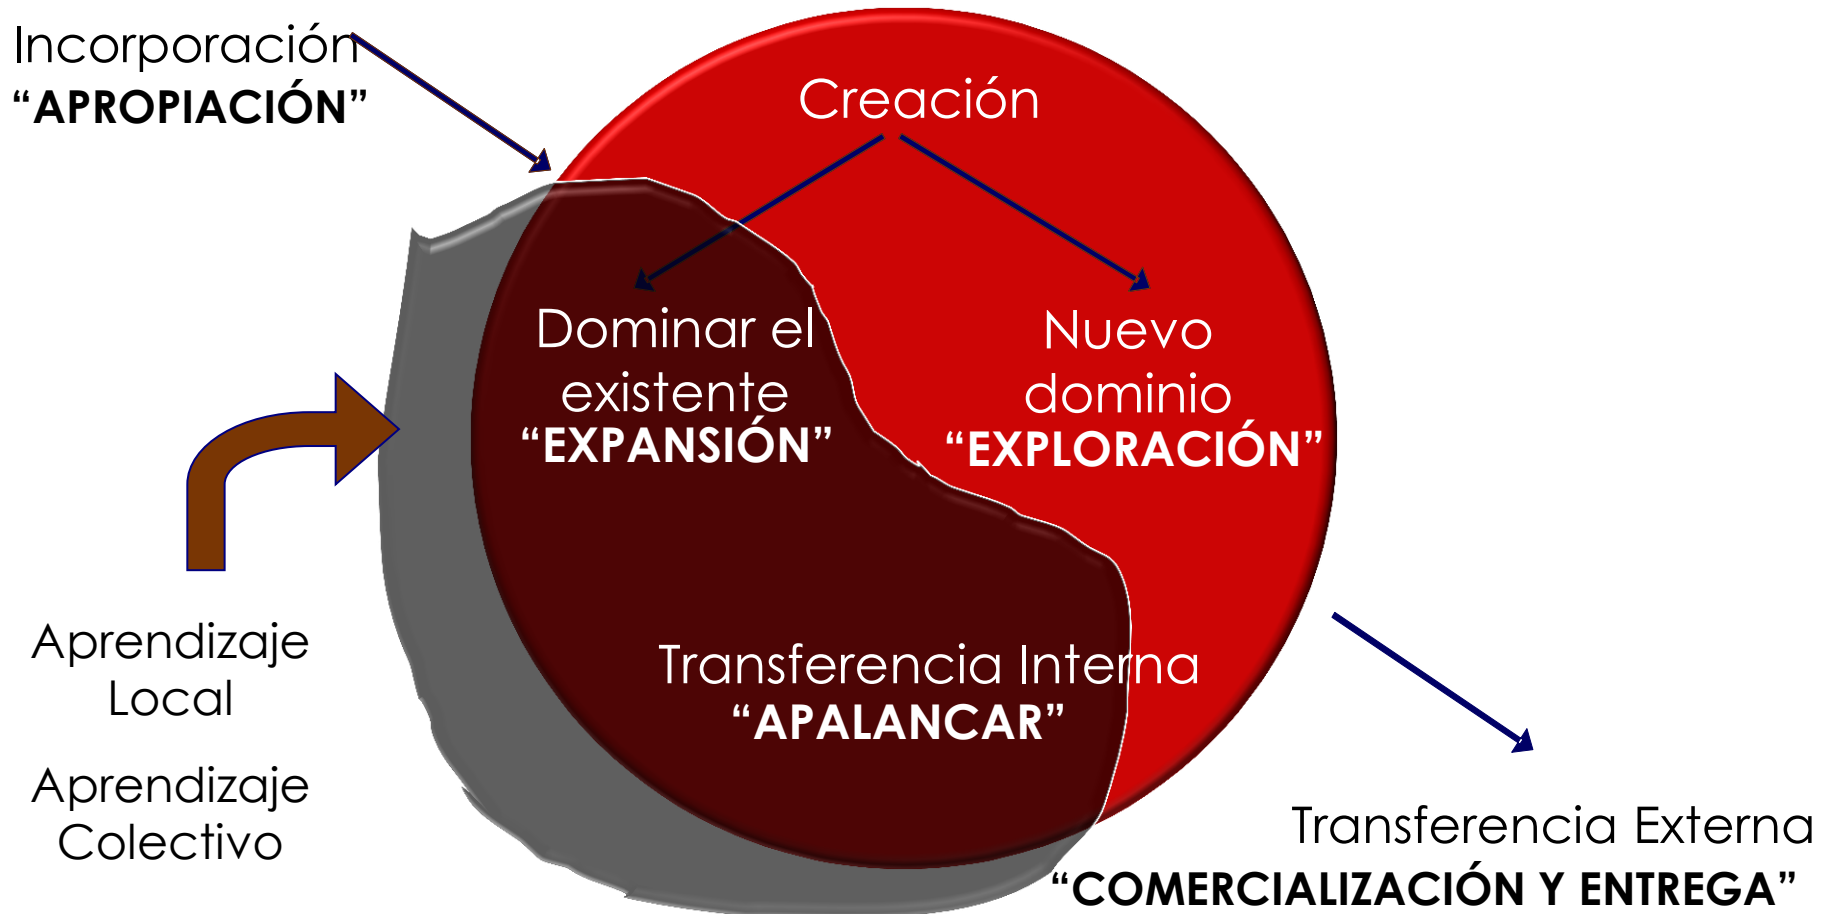 Incorporación
“APROPIACIÓN”
Creación
Dominar el
existente
“EXPANSIÓN”
Nuevo
dominio
“EXPLORACIÓN”
Transferencia Interna
“APALANCAR”
Aprendizaje
Local
Aprendizaje
Colectivo
Transferencia Externa
“COMERCIALIZACIÓN Y ENTREGA”